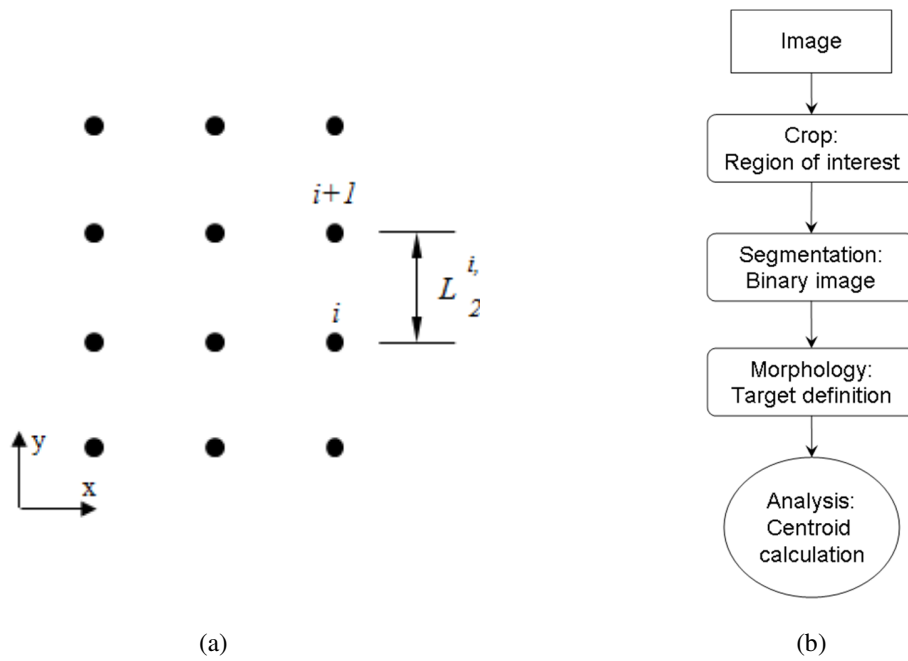 i+1
i
L
i,
2
y
x
(a)
Image
Crop:
Region of interest
Segmentation:
Binary image
Morphology:
Target definition
Analysis:
Centroid
calculation
(b)